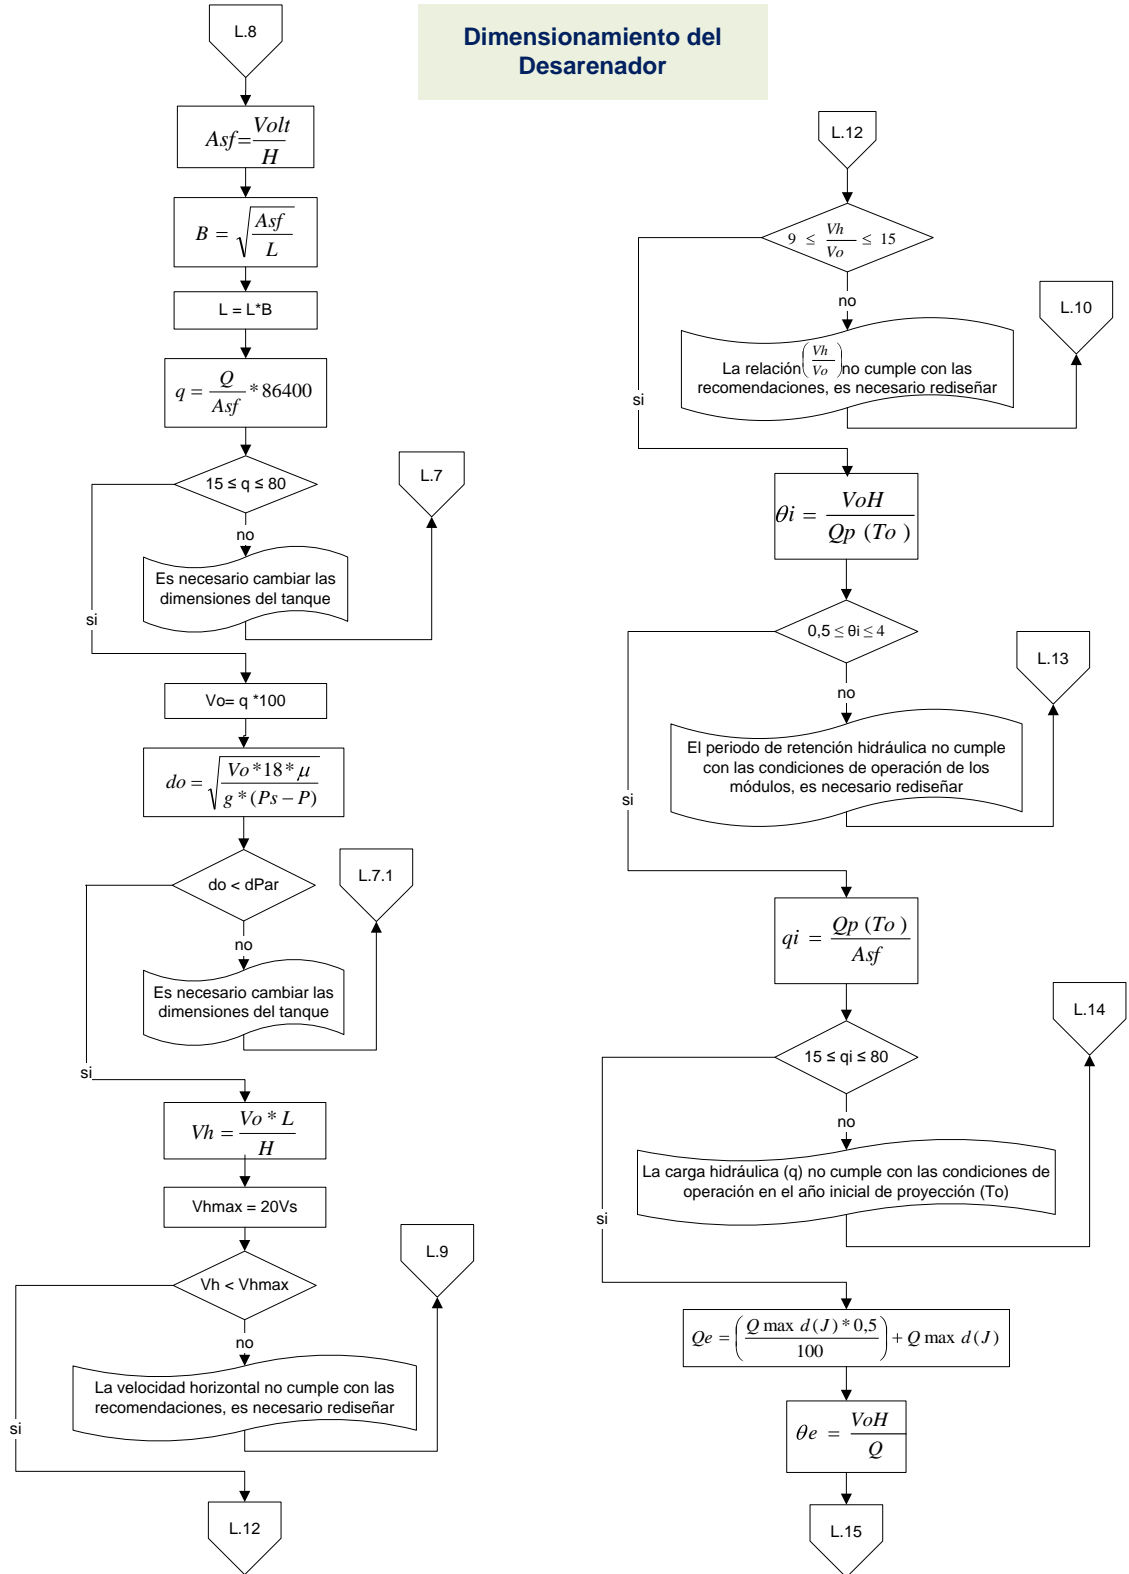 Dimensionamiento del
Desarenador
L.8
Asf = Volt / H
B = √(Asf / L)
L = L*B
q = Q / Asf * 86400
15 ≤ q ≤ 80
L.7
no
Es necesario cambiar las
dimensiones del tanque
si
Vo= q *100
do = √(Vo * 18 * μ / g * (Ps − P))
do < dPar
L.7.1
no
Es necesario cambiar las
dimensiones del tanque
si
Vh = Vo * L / H
Vhmax = 20Vs
Vh < Vhmax
L.9
no
La velocidad horizontal no cumple con las
recomendaciones, es necesario rediseñar
si
L.12
L.12
9 ≤ Vh / Vo ≤ 15
L.10
no
La relación (Vh / Vo) no cumple con las
recomendaciones, es necesario rediseñar
si
θi = VoH / Qp (To )
0,5 ≤ θi ≤ 4
L.13
no
El periodo de retención hidráulica no cumple
con las condiciones de operación de los
módulos, es necesario rediseñar
si
qi = Qp (To ) / Asf
15 ≤ qi ≤ 80
L.14
no
La carga hidráulica (q) no cumple con las condiciones de
operación en el año inicial de proyección (To)
si
Qe = (Q max d(J) * 0,5 / 100) + Q max d(J)
θe = VoH / Q
L.15